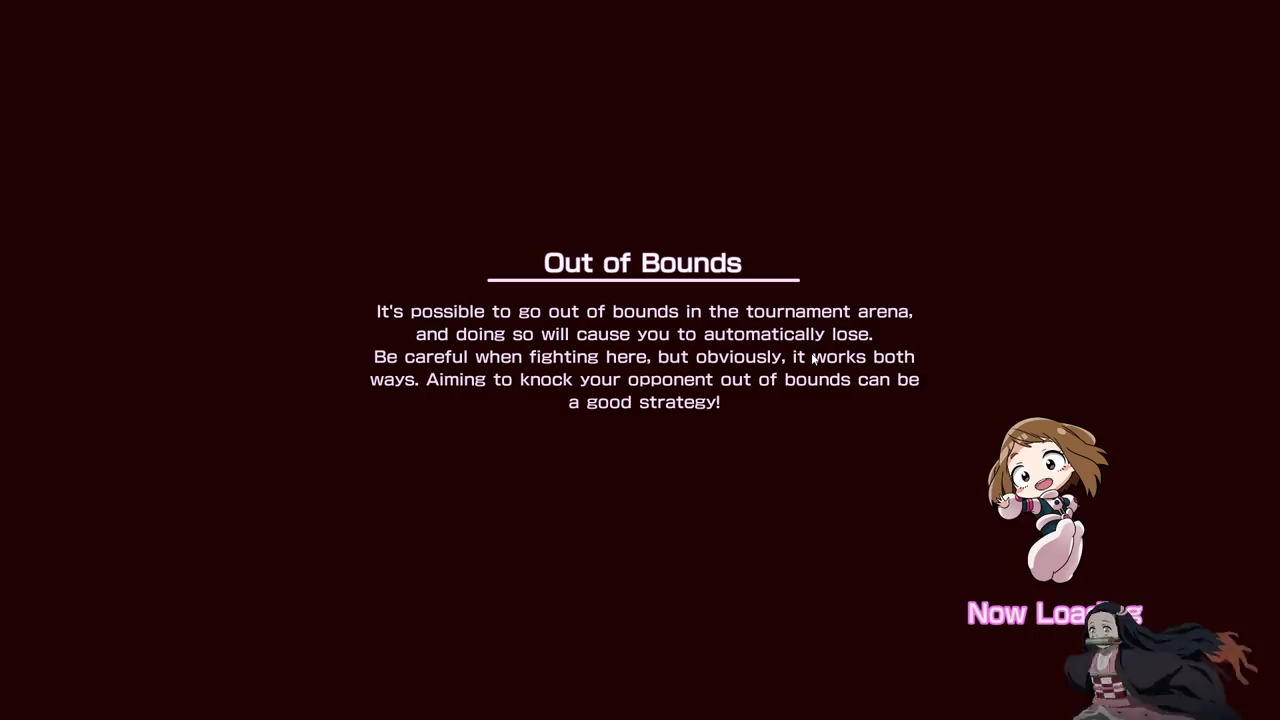 Out of Bounds
It's possible to go out of bounds in the tournament arena,
and doing so will cause you to automatically lose.
Be careful when fighting here, but obviously, it works both
ways. Aiming to knock your opponent out of bounds can be
a good strategy!
Now